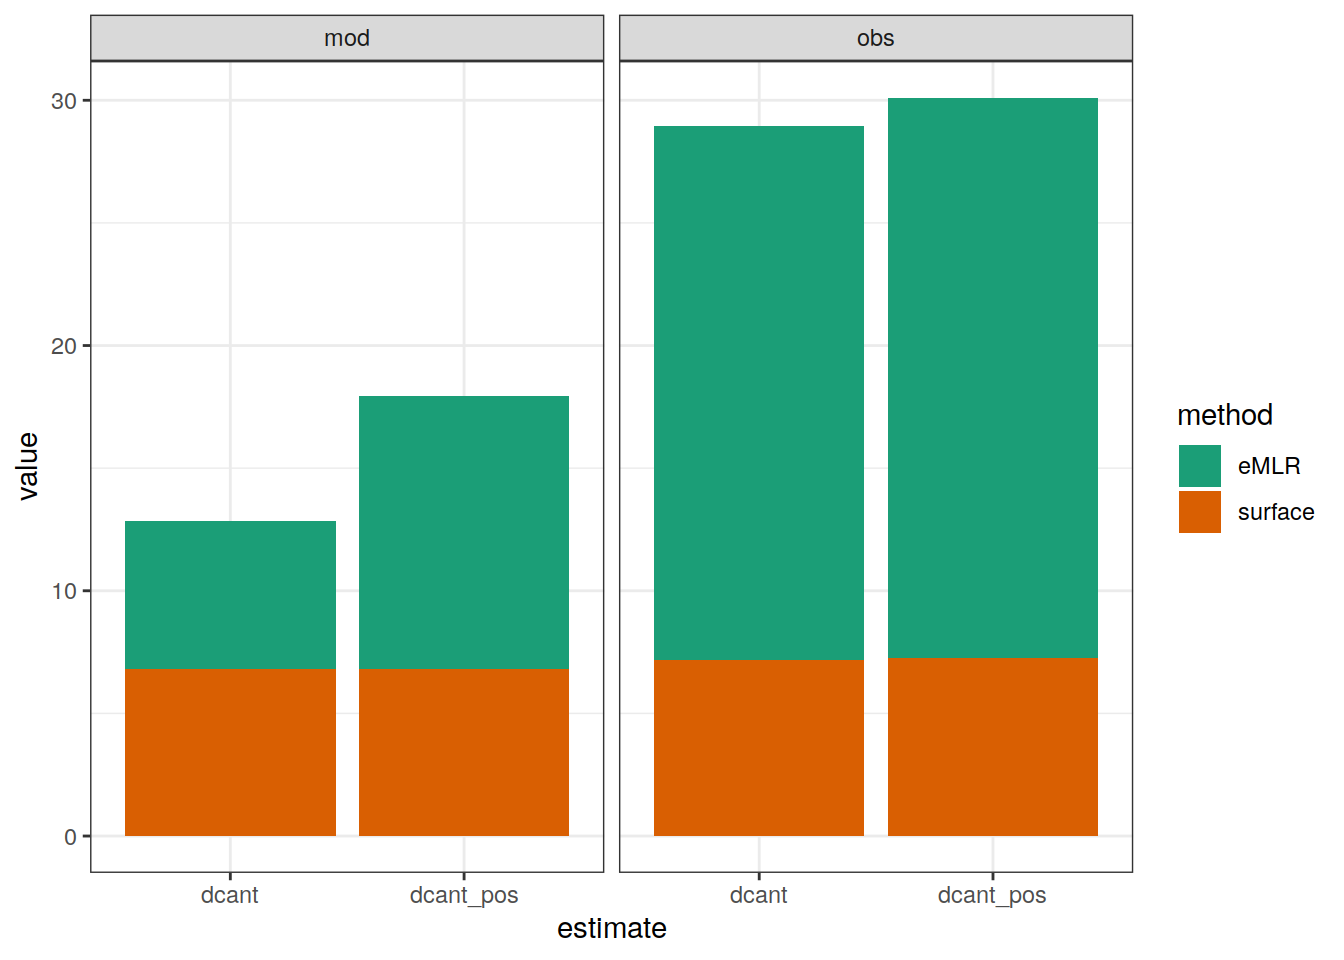 mod
obs
30
20
10
0
value
dcant
dcant_pos
dcant
dcant_pos
estimate
method
eMLR
surface